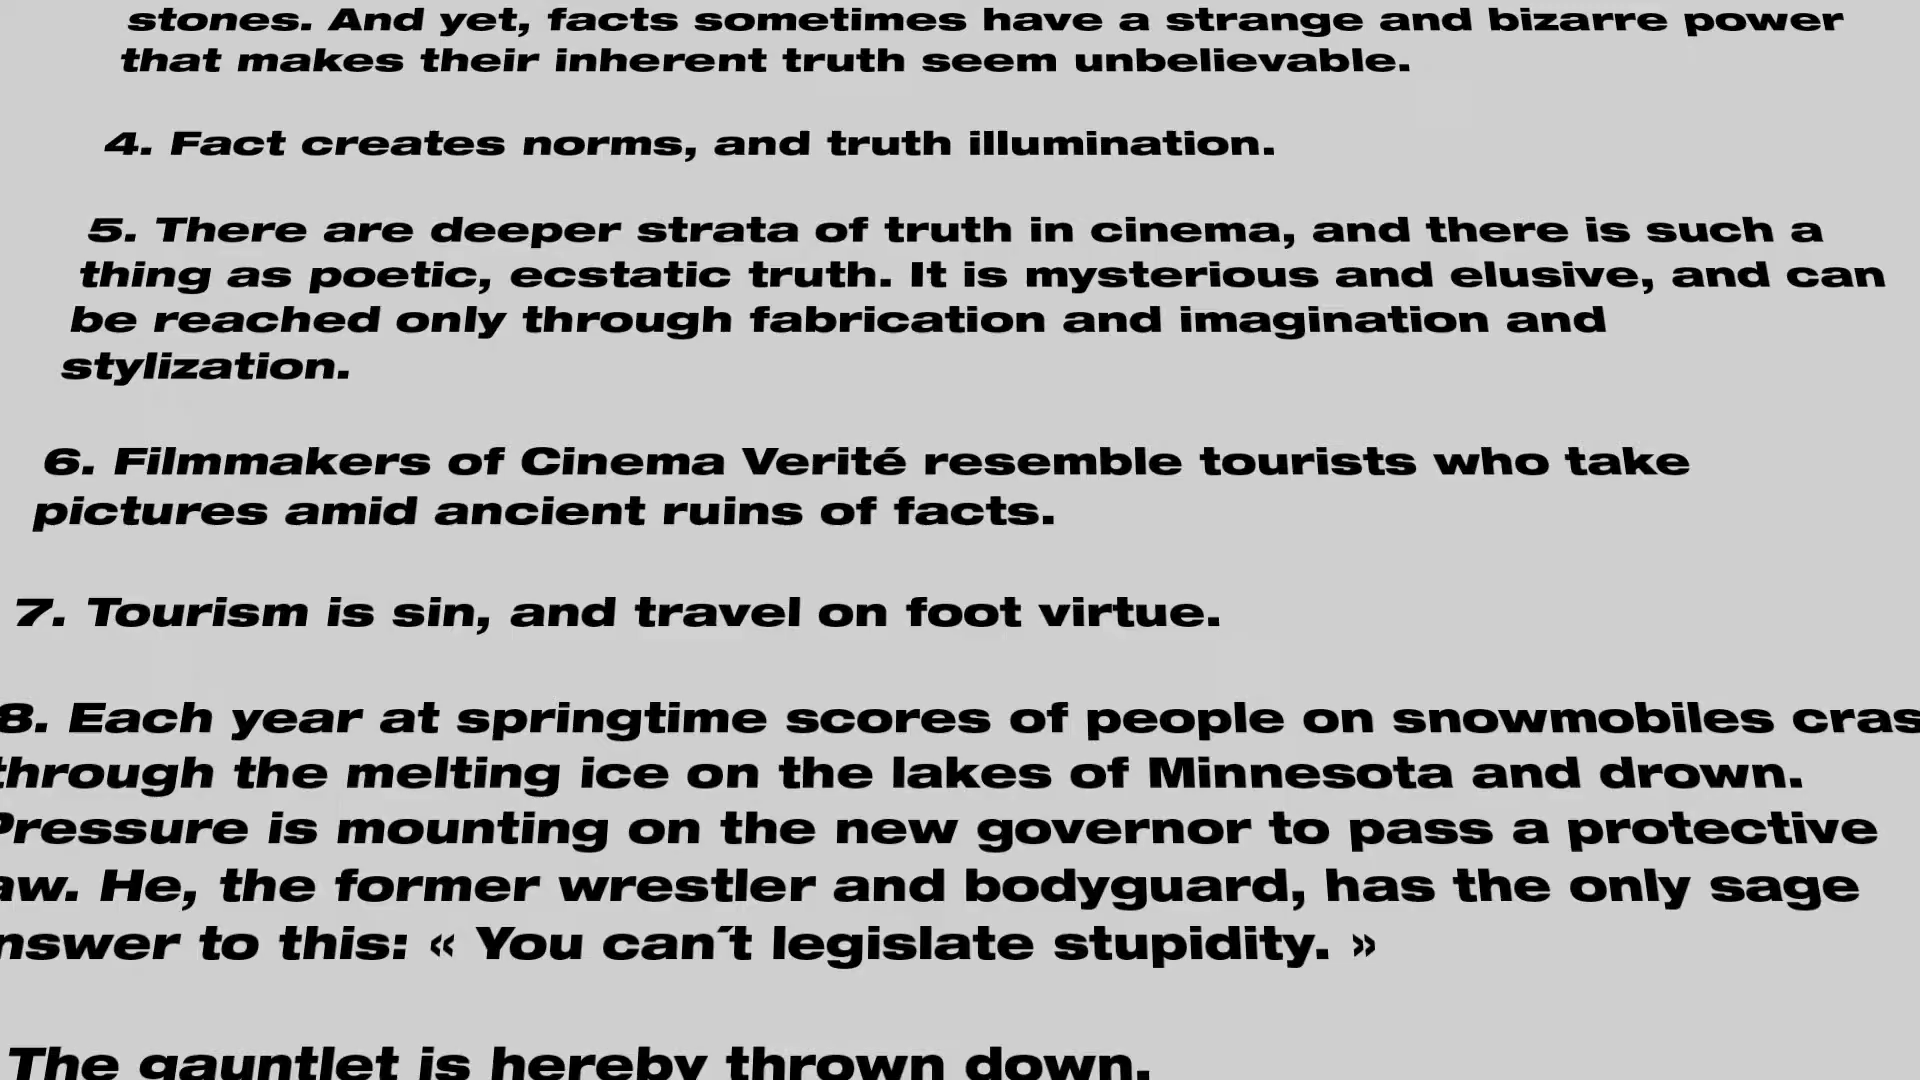 stones. And yet, facts sometimes have a strange and bizarre power
that makes their inherent truth seem unbelievable.
4. Fact creates norms, and truth illumination.
5. There are deeper strata of truth in cinema, and there is such a
thing as poetic, ecstatic truth. It is mysterious and elusive, and can
be reached only through fabrication and imagination and
stylization.
6. Filmmakers of Cinema Verité resemble tourists who take
pictures amid ancient ruins of facts.
7. Tourism is sin, and travel on foot virtue.
8. Each year at springtime scores of people on snowmobiles cras
through the melting ice on the lakes of Minnesota and drown.
Pressure is mounting on the new governor to pass a protective
aw. He, the former wrestler and bodyguard, has the only sage
nswer to this: « You can´t legislate stupidity. »
The gauntlet is hereby thrown down.